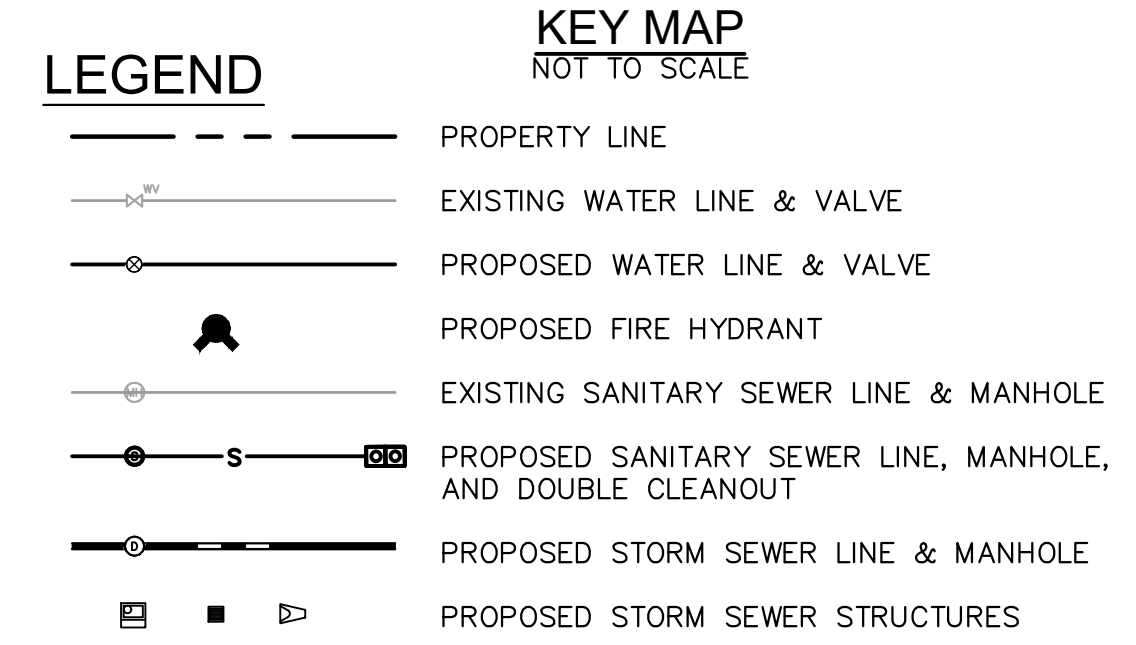 KEY MAP
NOT TO SCALE
LEGEND
PROPERTY LINE
WV
EXISTING WATER LINE & VALVE
PROPOSED WATER LINE & VALVE
PROPOSED FIRE HYDRANT
MH
EXISTING SANITARY SEWER LINE & MANHOLE
S S
PROPOSED SANITARY SEWER LINE, MANHOLE,
AND DOUBLE CLEANOUT
D
PROPOSED STORM SEWER LINE & MANHOLE
PROPOSED STORM SEWER STRUCTURES